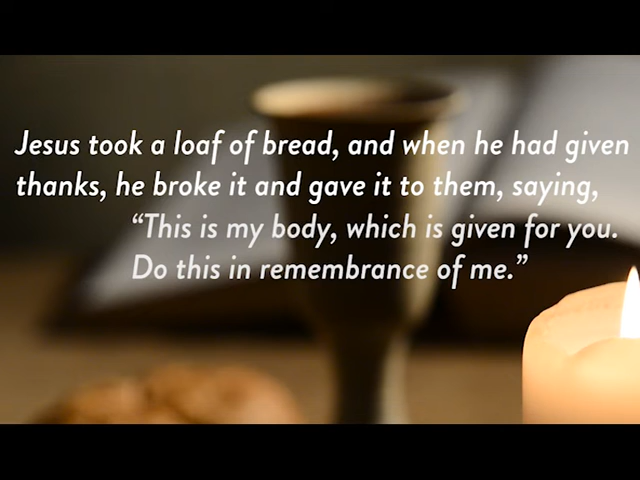 Jesus took a loaf of bread, and when he had given
thanks, he broke it and gave it to them, saying,
“This is my body, which is given for you.
Do this in remembrance of me.”